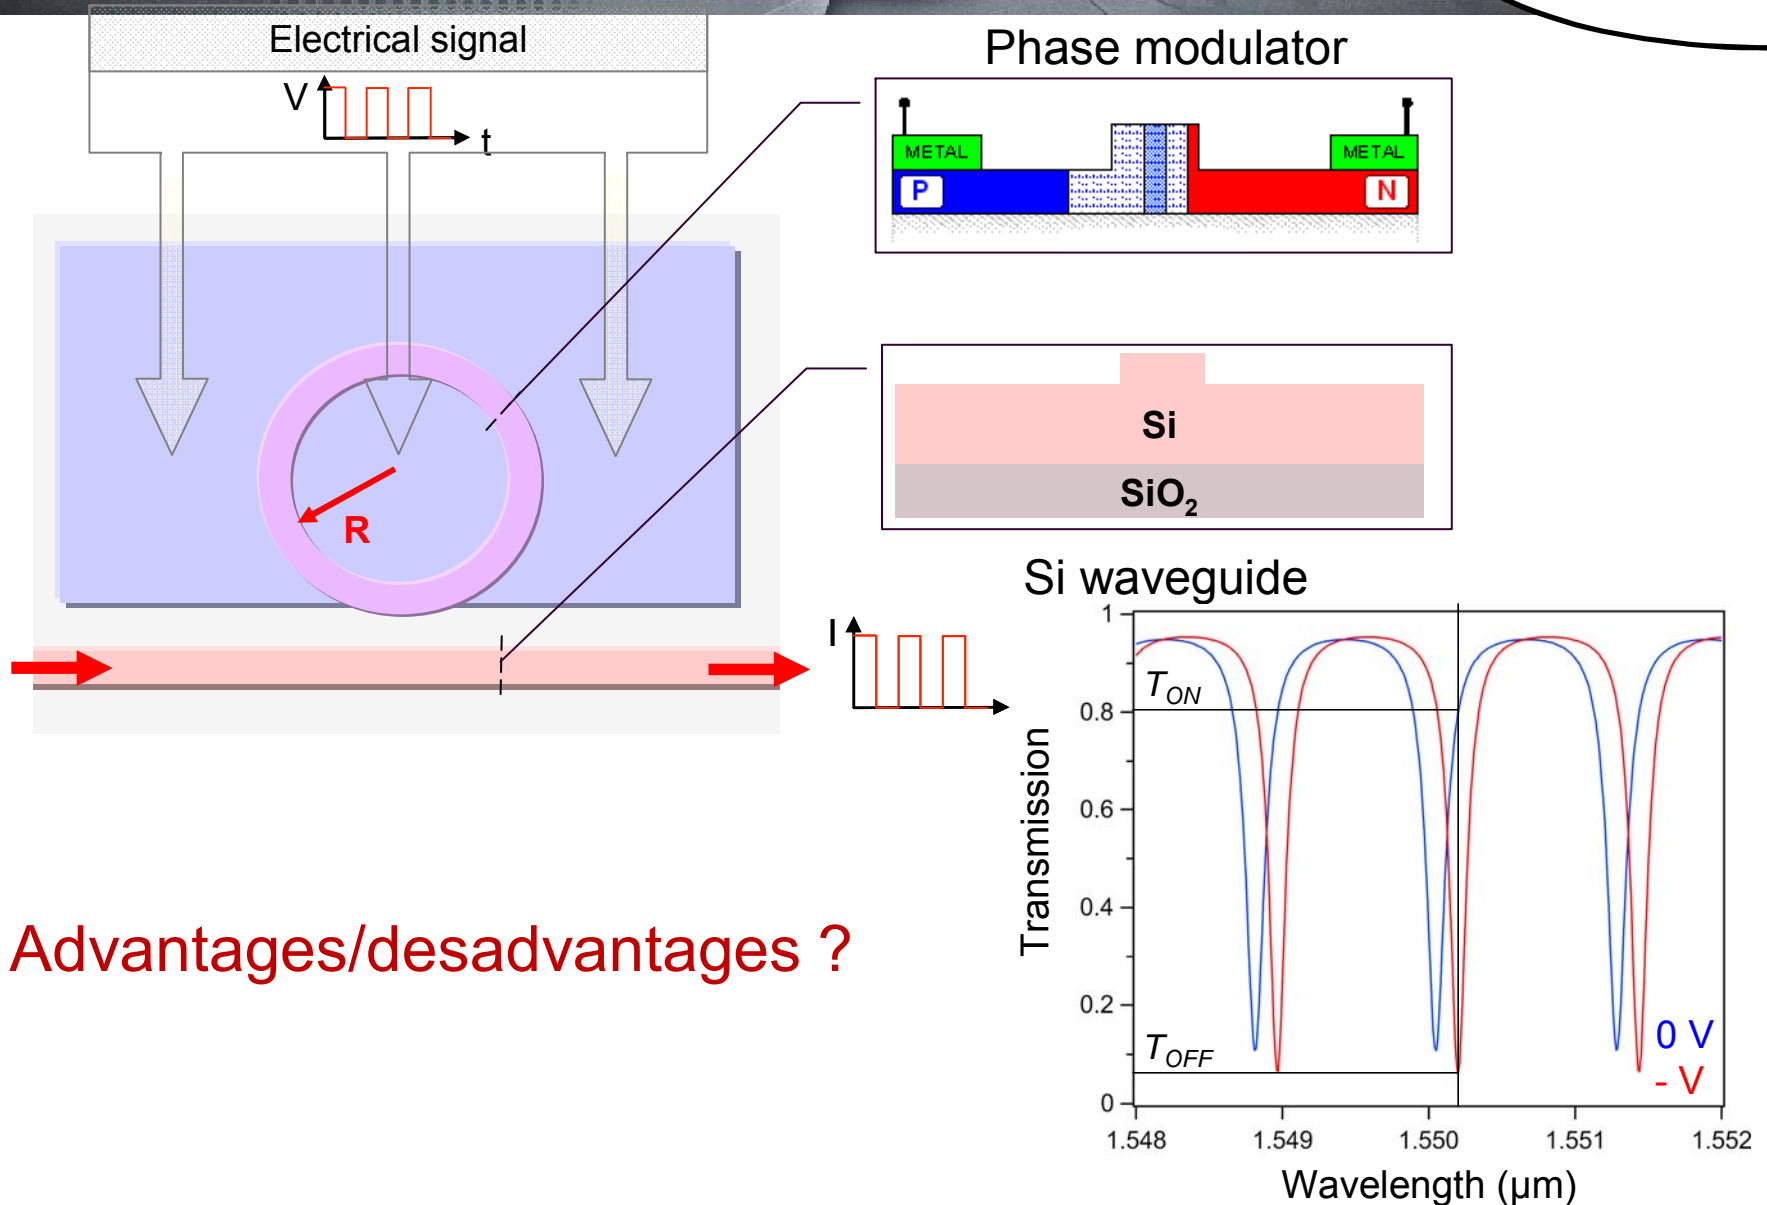 Electrical signal
V
t
Phase modulator
METAL
METAL
P
N
R
Si
SiO2
Si waveguide
I
1
0.8
0.6
0.4
0.2
0
TON
TOFF
Transmission
0 V
- V
1.548
1.549
1.550
1.551
1.552
Wavelength (µm)
Advantages/desadvantages ?